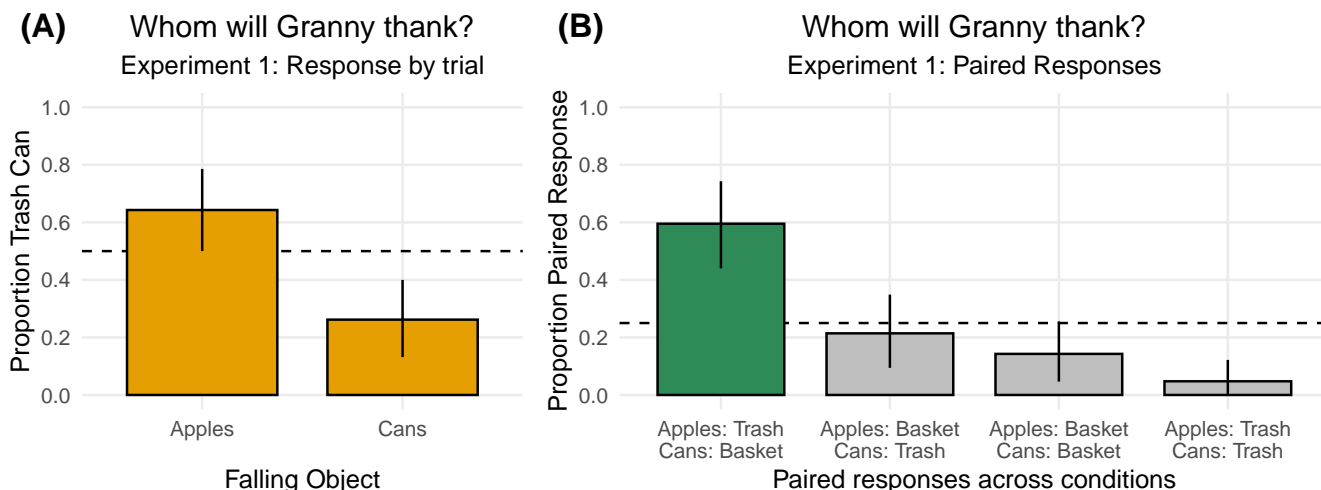 (A) Whom will Granny thank?
Experiment 1: Response by trial
Proportion Trash Can
1.0
0.8
0.6
0.4
0.2
0.0
Apples Cans
Falling Object
(B) Whom will Granny thank?
Experiment 1: Paired Responses
Proportion Paired Response
1.0
0.8
0.6
0.4
0.2
0.0
Apples: Trash Apples: Basket Apples: Basket Apples: Trash
Cans: Basket Cans: Trash Cans: Basket Cans: Trash
Paired responses across conditions